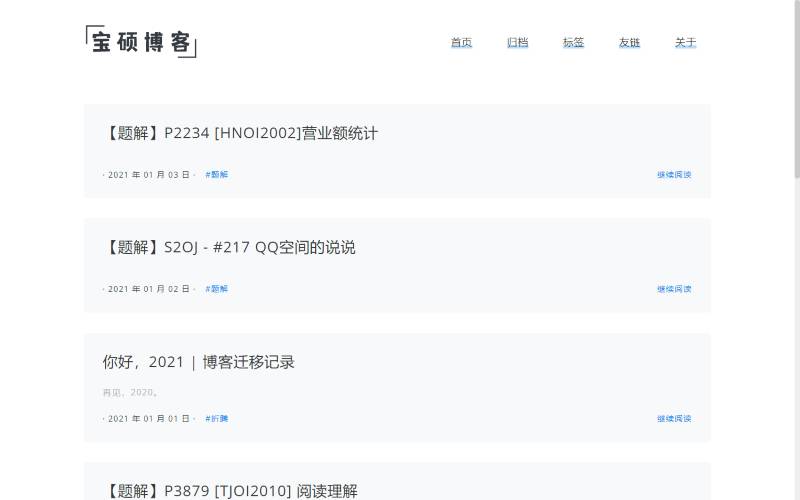 宝硕博客
首页 归档 标签 友链 关于
【题解】P2234 [HNOI2002]营业额统计
· 2021 年 01 月 03 日 · #题解 继续阅读
【题解】S2OJ - #217 QQ空间的说说
· 2021 年 01 月 02 日 · #题解 继续阅读
你好，2021 | 博客迁移记录
再见，2020。
· 2021 年 01 月 01 日 · #折腾 继续阅读
【题解】P3879 [TJOI2010] 阅读理解